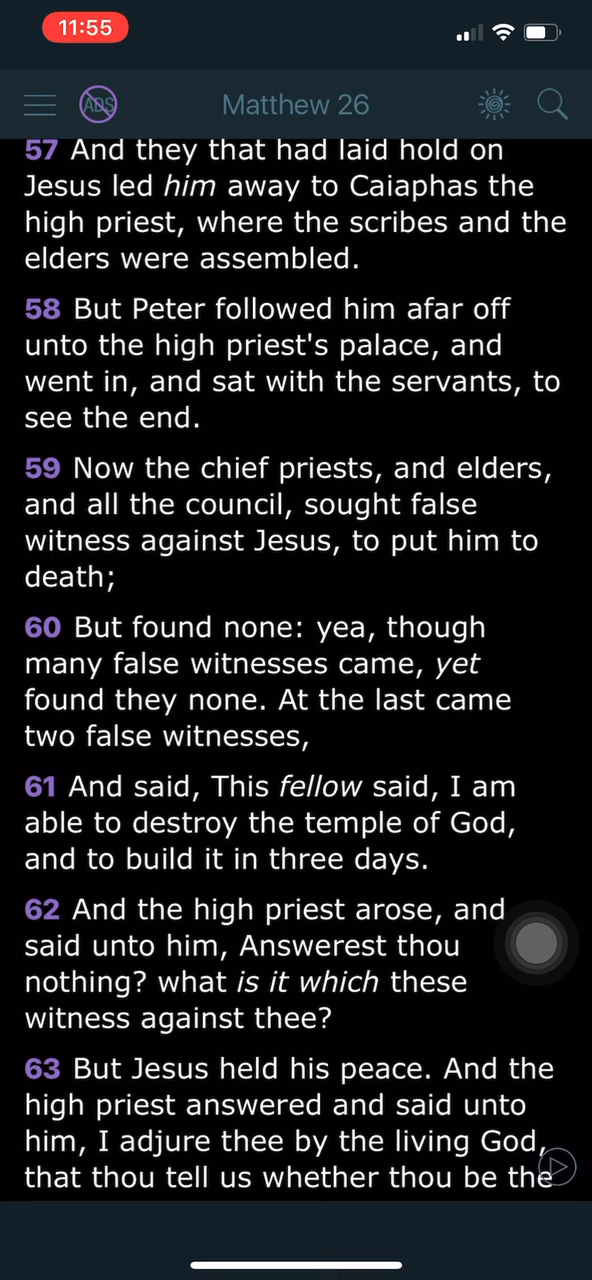 11:55
ADS
Matthew 26
57 And they that had laid hold on
Jesus led him away to Caiaphas the
high priest, where the scribes and the
elders were assembled.
58 But Peter followed him afar off
unto the high priest's palace, and
went in, and sat with the servants, to
see the end.
59 Now the chief priests, and elders,
and all the council, sought false
witness against Jesus, to put him to
death;
60 But found none: yea, though
many false witnesses came, yet
found they none. At the last came
two false witnesses,
61 And said, This fellow said, I am
able to destroy the temple of God,
and to build it in three days.
62 And the high priest arose, and
said unto him, Answerest thou
nothing? what is it which these
witness against thee?
63 But Jesus held his peace. And the
high priest answered and said unto
him, I adjure thee by the living God,
that thou tell us whether thou be the